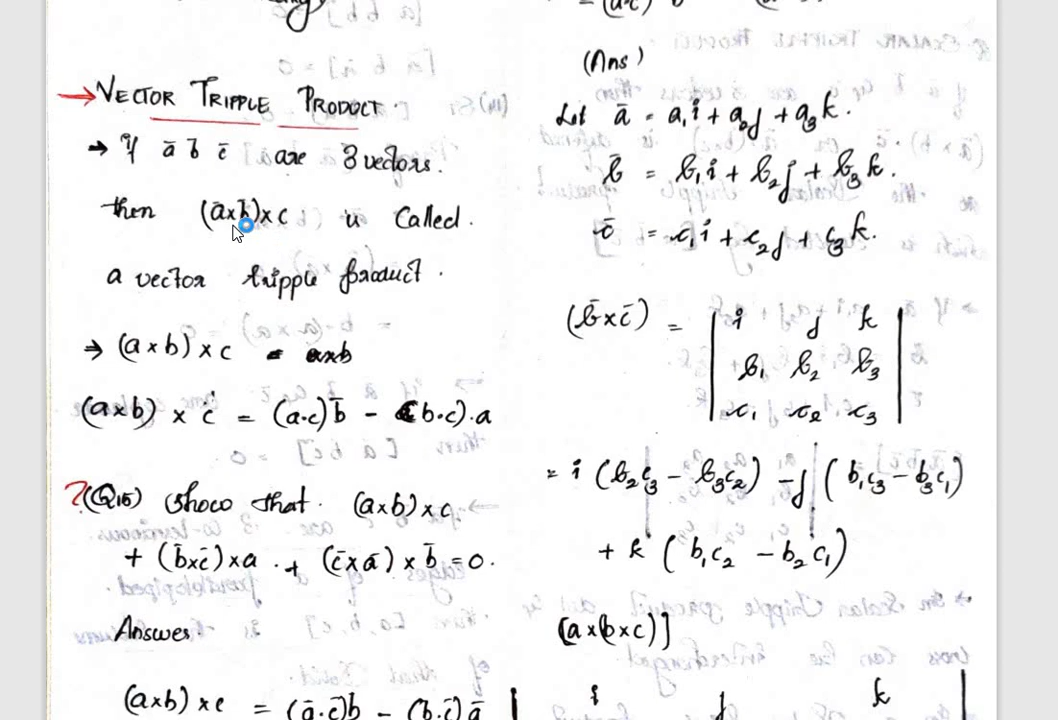 → VECTOR TRIPPLE PRODUCT.
→ if ā b̄ c̄ are 3 vectors.
then (ā×b̄)×c is called.
a vector tripple product.
→ (a×b)×c = a×b
(a×b) × c̄ = (a·c)b̄ - (b·c).a
?(Q15) Show that. (a×b)×c
+ (b̄×c̄)×a + (c̄×ā)×b̄ = 0.
Answer
(a×b)×c = (ā·c̄)b - (b·c̄)ā
(Ans)
Let ā = a₁i + a₂j + a₃k.
b̄ = b₁i + b₂j + b₃k.
c̄ = c₁i + c₂j + c₃k.
(b̄×c̄) = | i j k |
| b₁ b₂ b₃ |
| c₁ c₂ c₃ |
= i (b₂c₃ - b₃c₂) - j (b₁c₃ - b₃c₁)
+ k (b₁c₂ - b₂c₁)
[a×(b×c)]
i j k